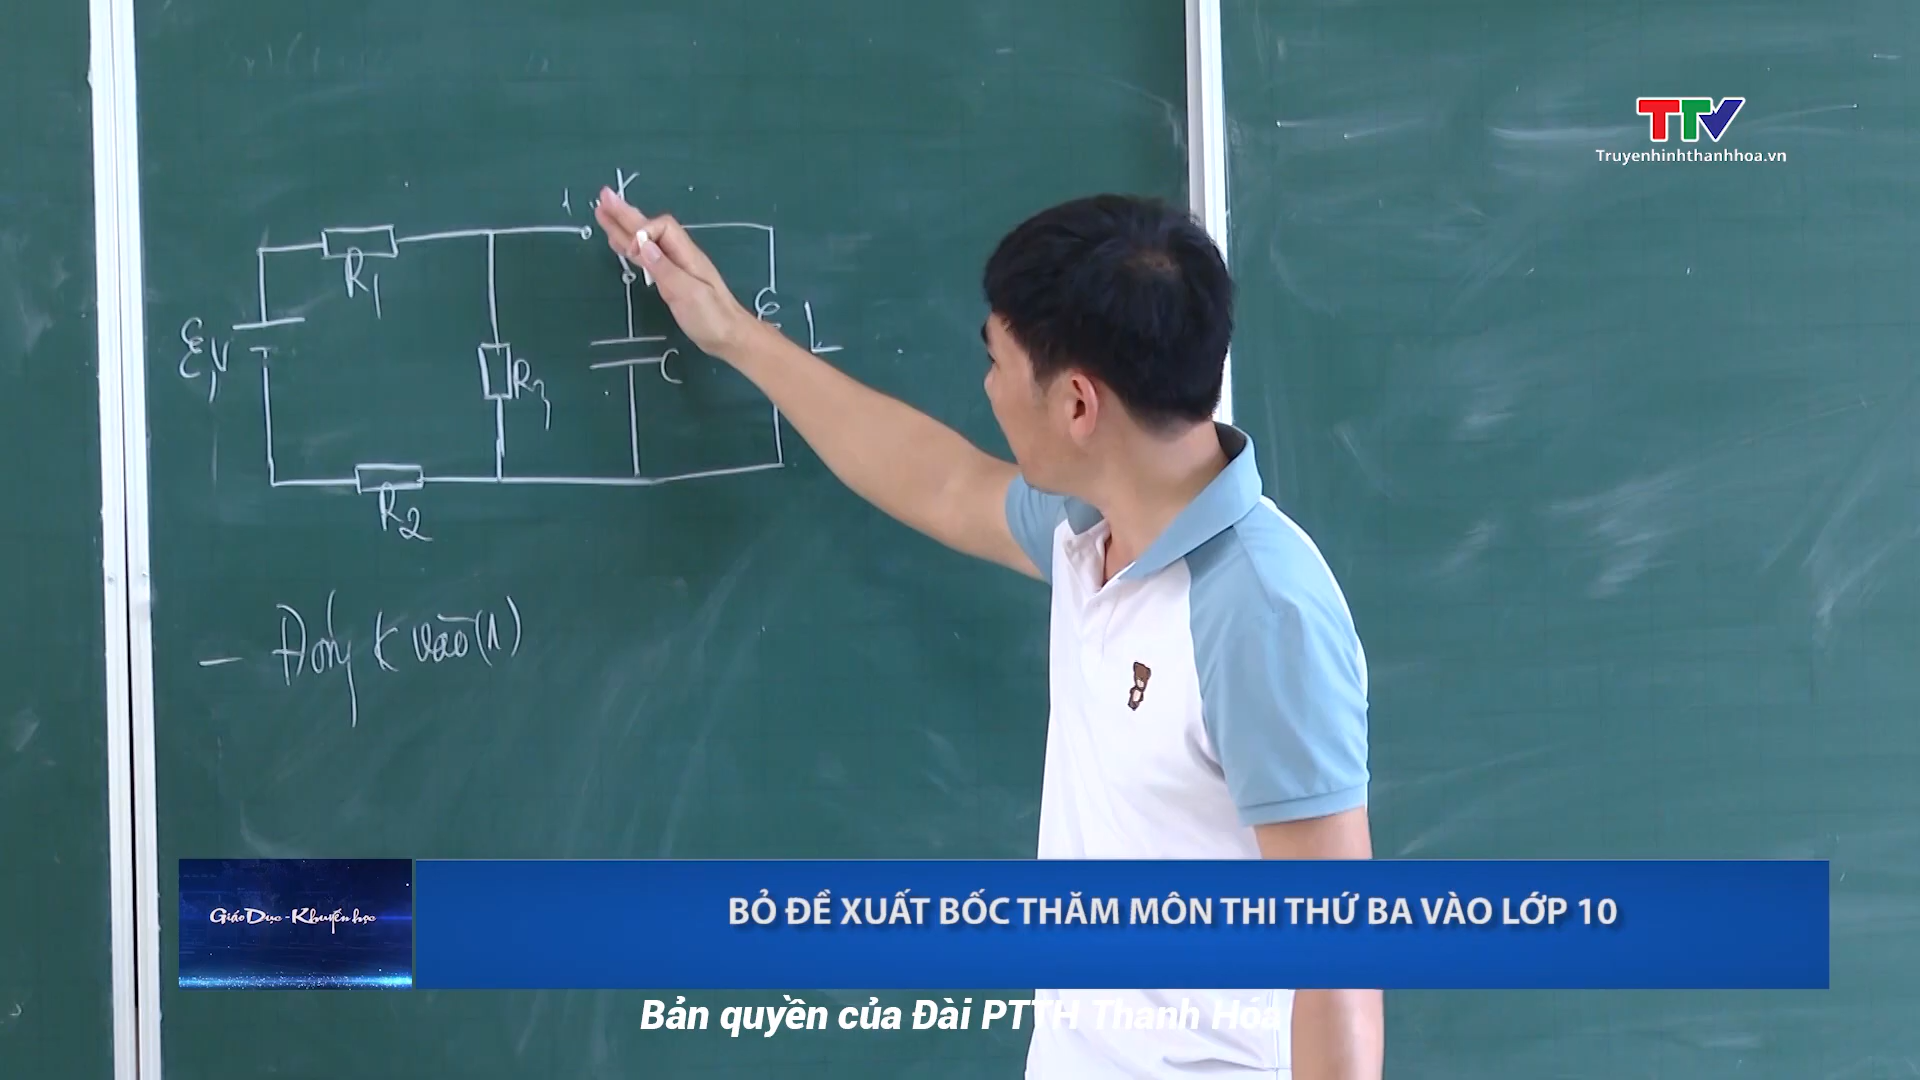 TTV
Truyenhinhthanhhoa.vn
1
K
R1
E,r
R3
C
L
R2
- Đóng K vào (1)
Giáo Dục - Khuyến học
BỎ ĐỀ XUẤT BỐC THĂM MÔN THI THỨ BA VÀO LỚP 10
Bản quyền của Đài PTTH Thanh Hóa